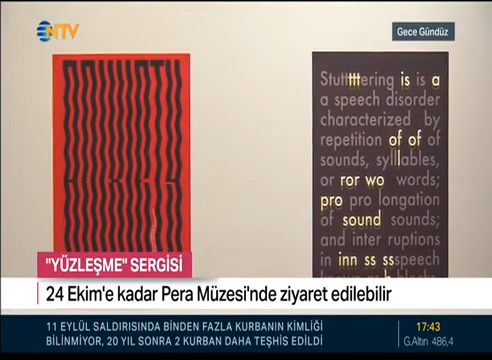 NTV
Gece Gündüz
Stuttttering is is a
a speech disorder
characterized by
repetition of of of
sounds, sylllables,
or ror wo words;
pro pro longation
of sound sounds;
and inter ruptions
in inn ss ssspeech
"YÜZLEŞME" SERGİSİ
24 Ekim'e kadar Pera Müzesi'nde ziyaret edilebilir
11 EYLÜL SALDIRISINDA BİNDEN FAZLA KURBANIN KİMLİĞİ
BİLİNMİYOR, 20 YIL SONRA 2 KURBAN DAHA TEŞHİS EDİLDİ
17:43
G.Altın 486,4